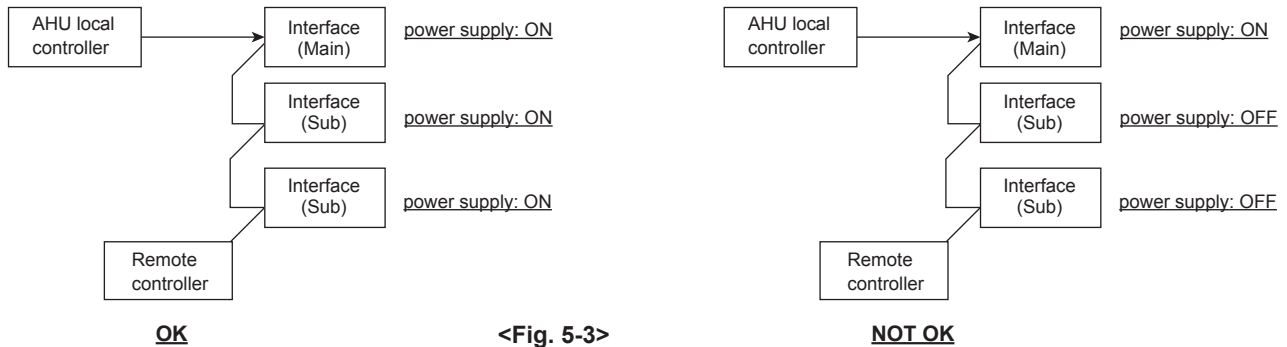 AHU local
controller
Interface
(Main)
power supply: ON
Interface
(Sub)
power supply: ON
Interface
(Sub)
power supply: ON
Remote
controller
OK
<Fig. 5-3>
AHU local
controller
Interface
(Main)
power supply: ON
Interface
(Sub)
power supply: OFF
Interface
(Sub)
power supply: OFF
Remote
controller
NOT OK